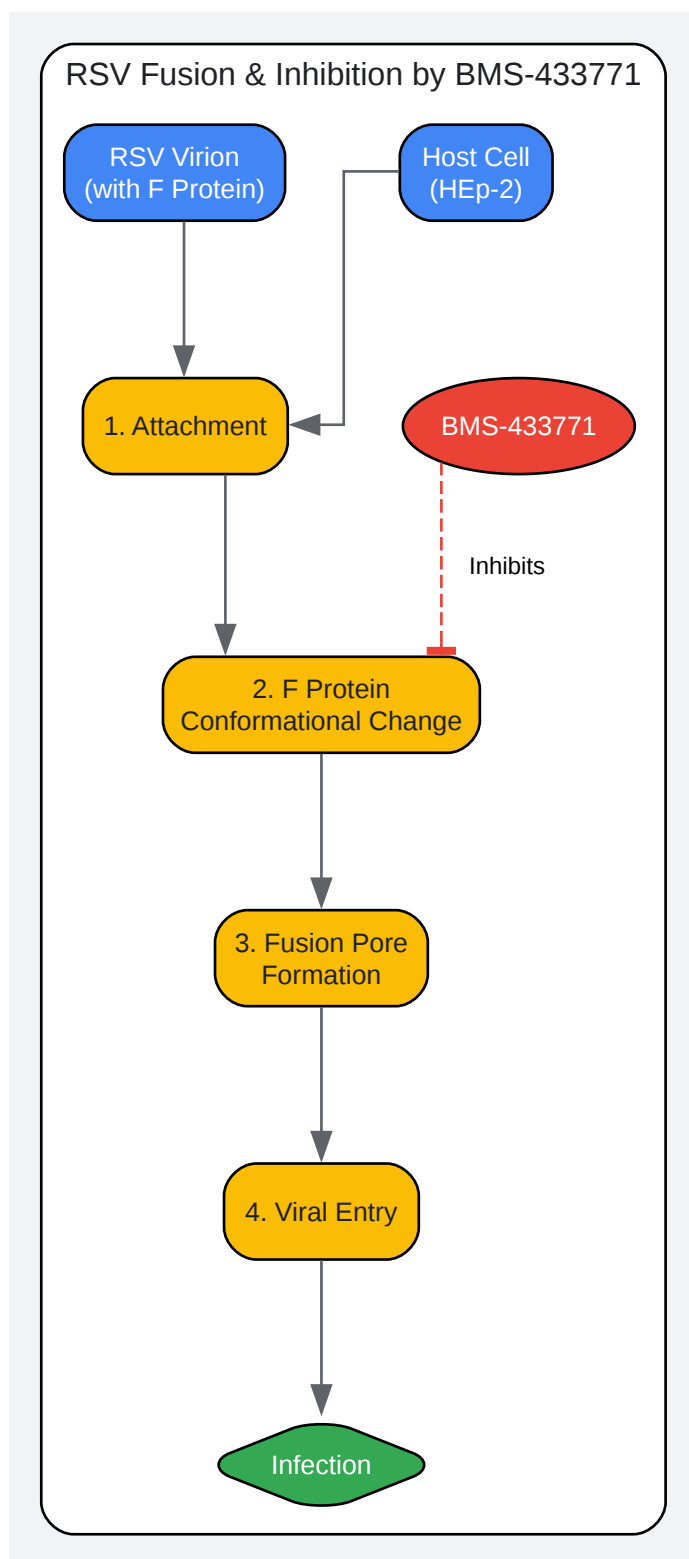 RSV Fusion & Inhibition by BMS-433771
RSV Virion
(with F Protein)
Host Cell
(HEp-2)
1. Attachment
BMS-433771
Inhibits
2. F Protein
Conformational Change
3. Fusion Pore
Formation
4. Viral Entry
Infection